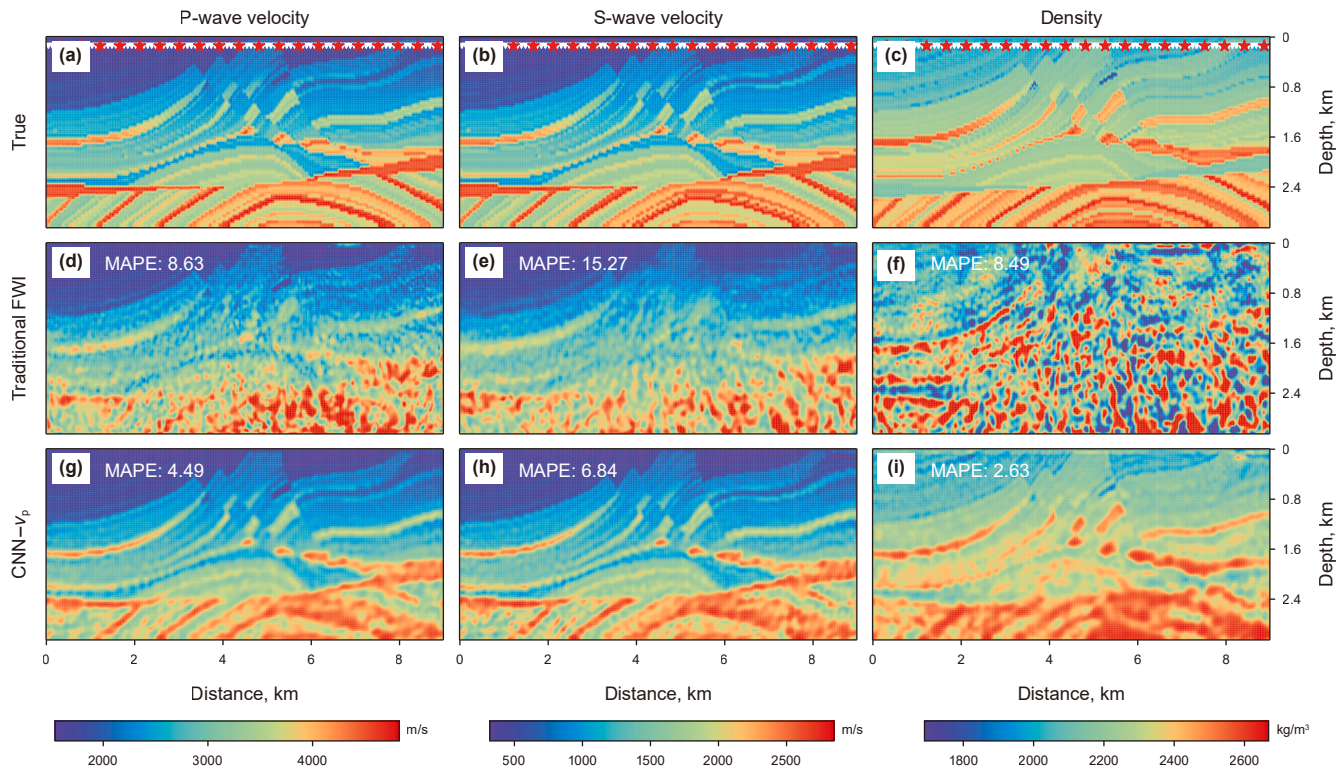 P-wave velocity S-wave velocity Density
(a) (b) (c) 0
0.8
1.6
2.4
True
Depth, km
(d) MAPE: 8.63 (e) MAPE: 15.27 (f) MAPE: 8.49 0
0.8
1.6
2.4
Traditional FWI
Depth, km
(g) MAPE: 4.49 (h) MAPE: 6.84 (i) MAPE: 2.63 0
0.8
1.6
2.4
CNN−vp
Depth, km
0 2 4 6 8 0 2 4 6 8 0 2 4 6 8
Distance, km Distance, km Distance, km
m/s m/s kg/m³
2000 3000 4000 500 1000 1500 2000 2500 1800 2000 2200 2400 2600